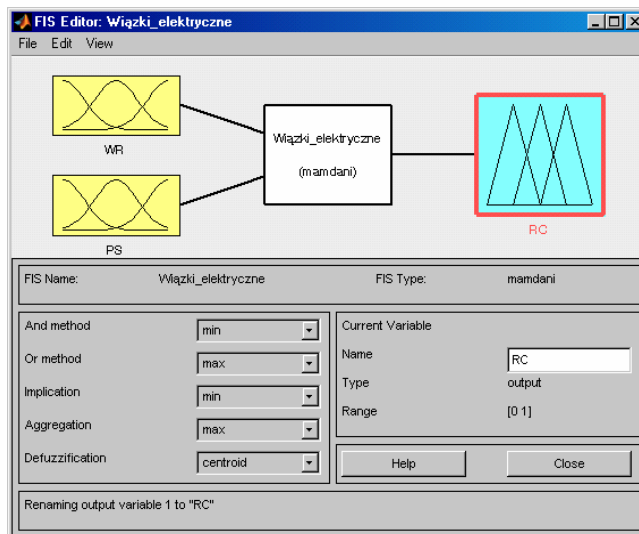 FIS Editor: Wiązki_elektryczne
File Edit View
WR
PS
Wiązki_elektryczne
(mamdani)
RC
FIS Name: Wiązki_elektryczne FIS Type: mamdani
And method min
Or method max
Implication min
Aggregation max
Defuzzification centroid
Current Variable
Name RC
Type output
Range [0 1]
Help Close
Renaming output variable 1 to "RC"